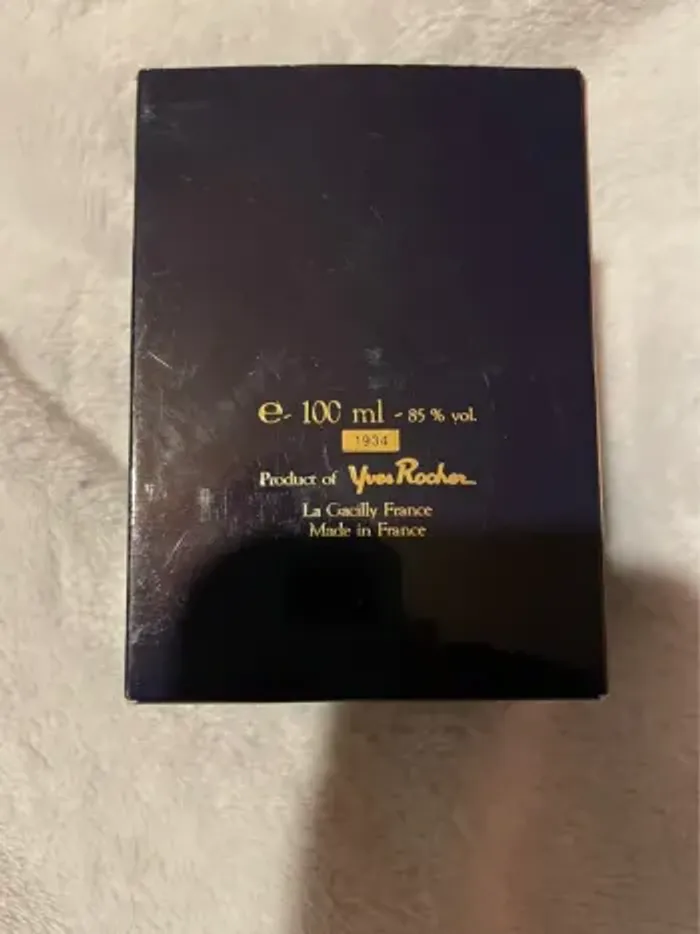 ℮- 100 ml - 85 % vol.
1934
Product of Yves Rocher
La Gacilly France
Made in France